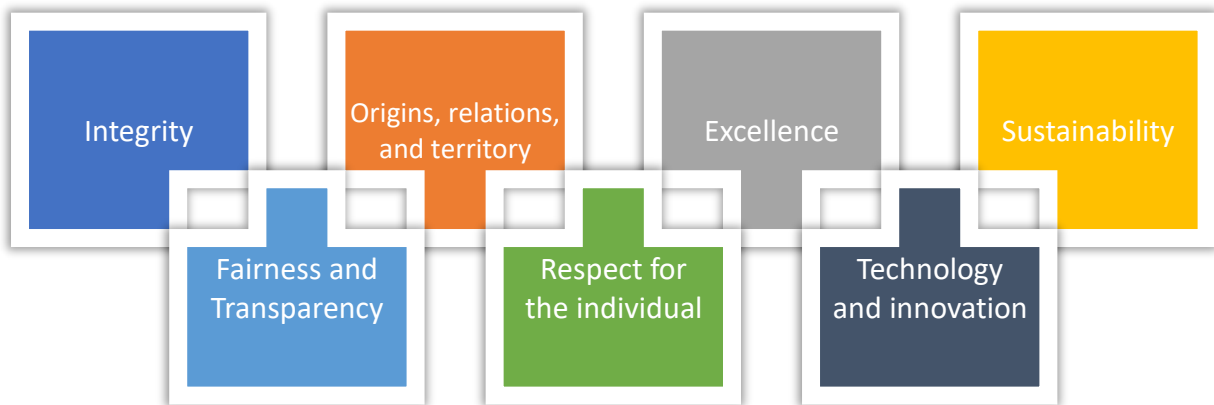 Integrity
Origins, relations,
and territory
Excellence
Sustainability
Fairness and
Transparency
Respect for
the individual
Technology
and innovation